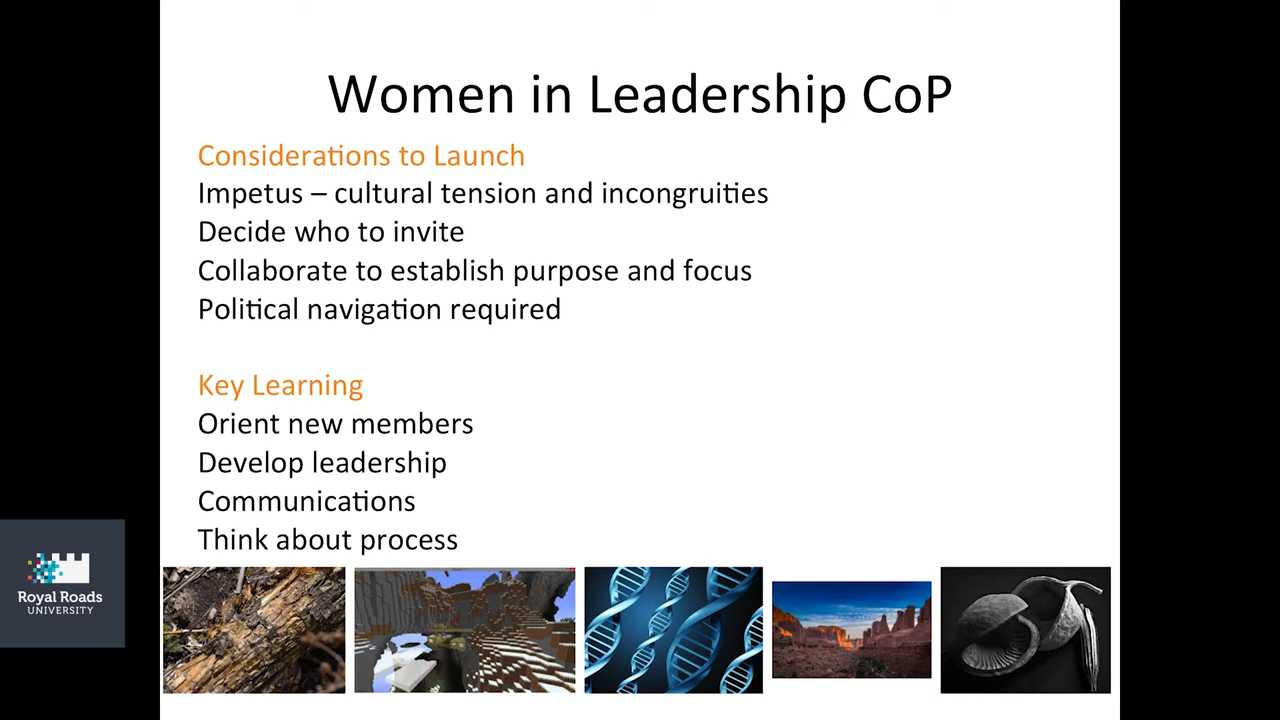 Women in Leadership CoP
Considerations to Launch
Impetus – cultural tension and incongruities
Decide who to invite
Collaborate to establish purpose and focus
Political navigation required
Key Learning
Orient new members
Develop leadership
Communications
Think about process
Royal Roads
UNIVERSITY